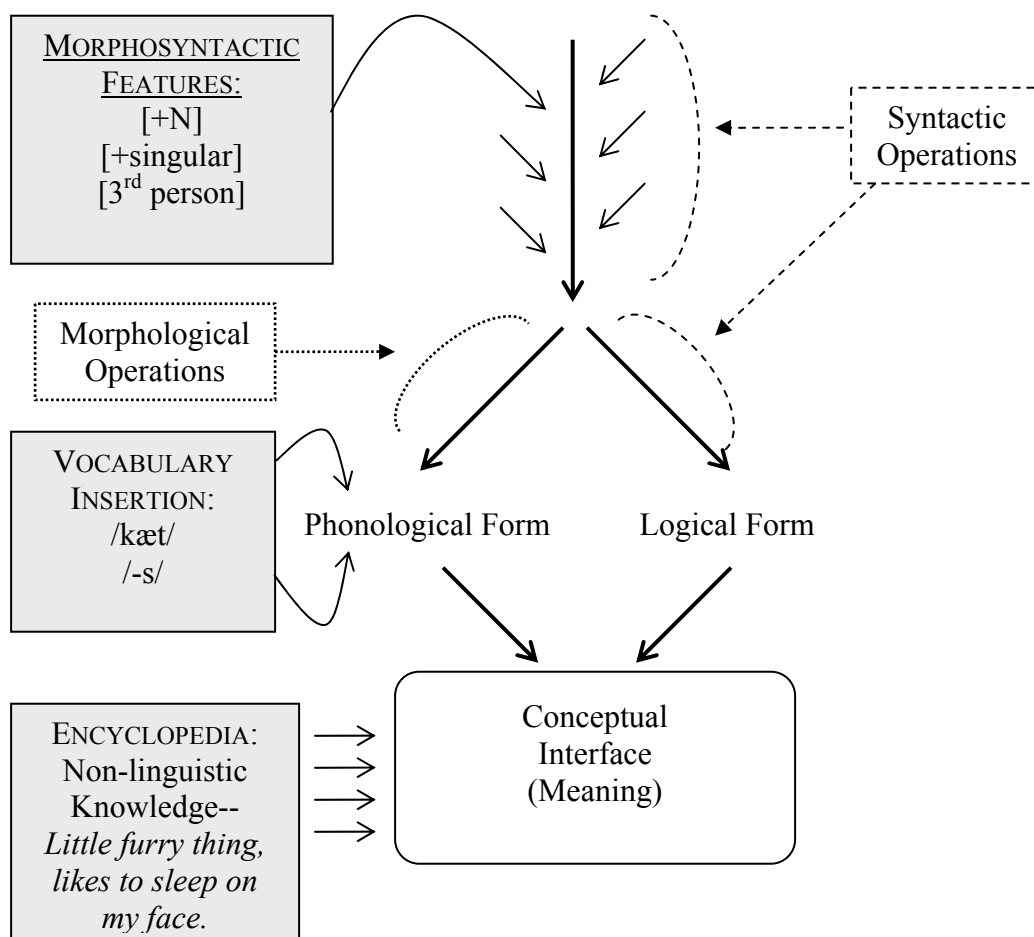 MORPHOSYNTACTIC
FEATURES:
[+N]
[+singular]
[3rd person]
Syntactic
Operations
Morphological
Operations
VOCABULARY
INSERTION:
/kæt/
/-s/
Phonological Form
Logical Form
ENCYCLOPEDIA:
Non-linguistic
Knowledge--
Little furry thing,
likes to sleep on
my face.
Conceptual
Interface
(Meaning)